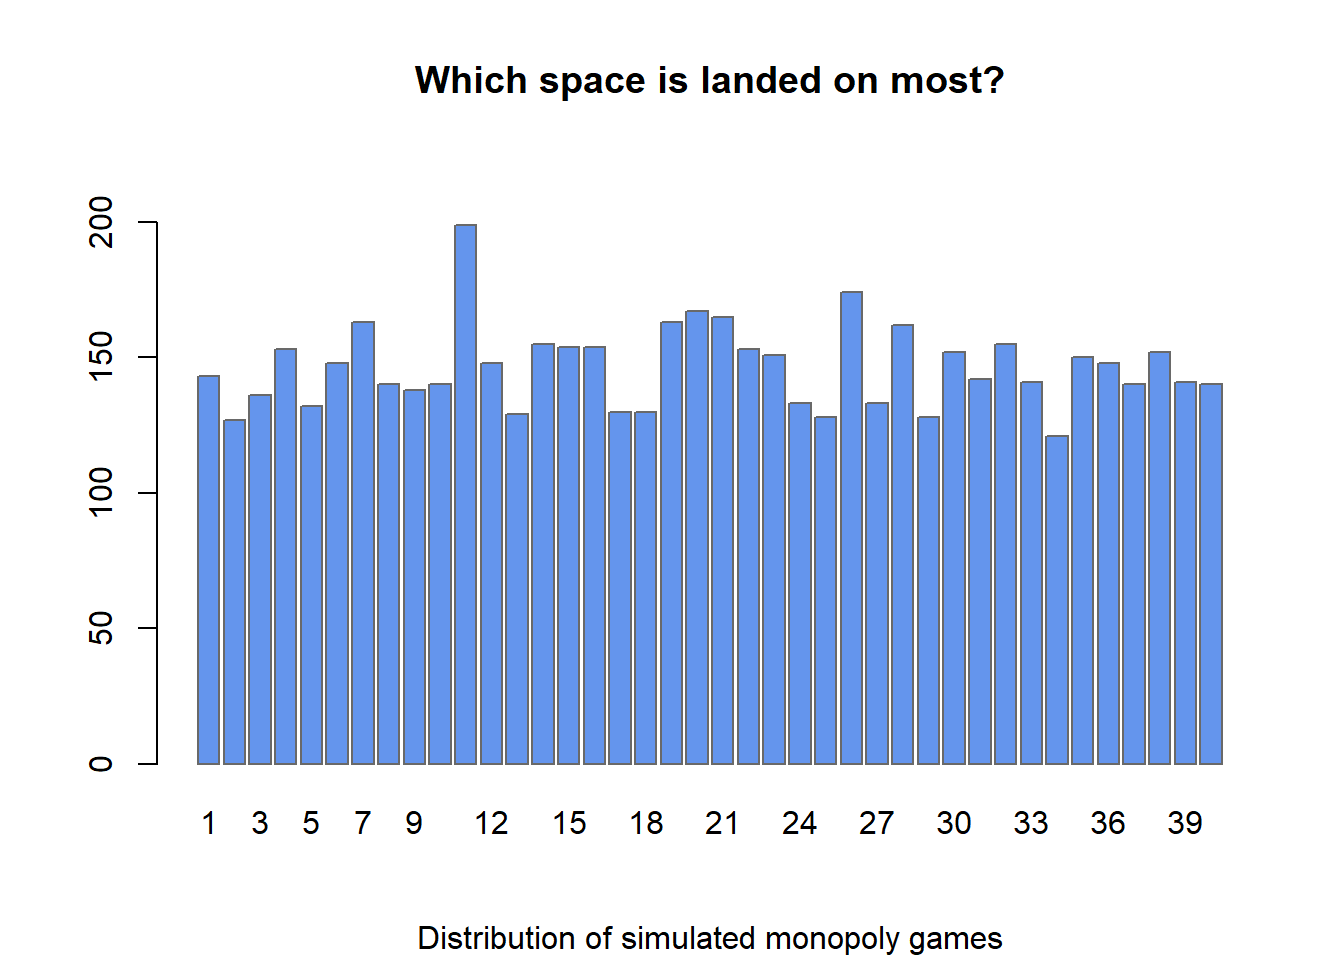 Which space is landed on most?
200
150
100
50
0
1 3 5 7 9 12 15 18 21 24 27 30 33 36 39
Distribution of simulated monopoly games